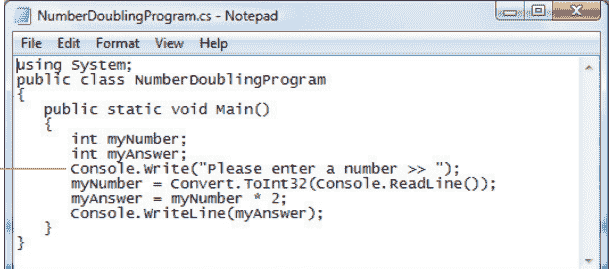 NumberDoublingProgram.cs - Notepad
File Edit Format View Help
using System;
public class NumberDoublingProgram
{
public static void Main()
{
int myNumber;
int myAnswer;
Console.Write("Please enter a number >> ");
myNumber = Convert.ToInt32(Console.ReadLine());
myAnswer = myNumber * 2;
Console.WriteLine(myAnswer);
}
}